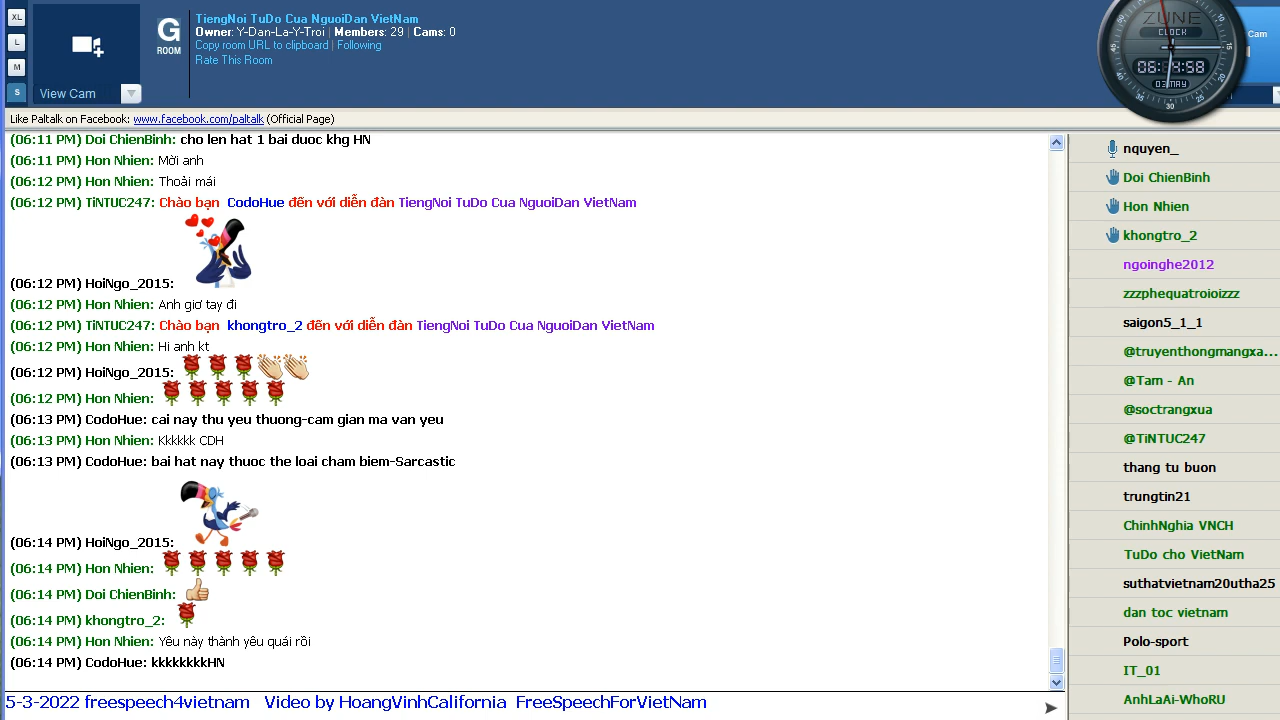 XL
L
M
S
View Cam
G
ROOM
TiengNoi TuDo Cua NguoiDan VietNam
Owner: Y-Dan-La-Y-Troi | Members: 29 | Cams: 0
Copy room URL to clipboard | Following
Rate This Room
ZUNE
CLOCK
03 MAY
Cam
Like Paltalk on Facebook: www.facebook.com/paltalk (Official Page)
(06:11 PM) Doi ChienBinh: cho len hat 1 bai duoc khg HN
(06:11 PM) Hon Nhien: Mời anh
(06:12 PM) Hon Nhien: Thoải mái
(06:12 PM) TiNTUC247: Chào bạn CodoHue đến với diễn đàn TiengNoi TuDo Cua NguoiDan VietNam
(06:12 PM) HoiNgo_2015:
(06:12 PM) Hon Nhien: Anh giơ tay đi
(06:12 PM) TiNTUC247: Chào bạn khongtro_2 đến với diễn đàn TiengNoi TuDo Cua NguoiDan VietNam
(06:12 PM) Hon Nhien: Hi anh kt
(06:12 PM) HoiNgo_2015:
(06:12 PM) Hon Nhien:
(06:13 PM) CodoHue: cai nay thu yeu thuong-cam gian ma van yeu
(06:13 PM) Hon Nhien: Kkkkkk CDH
(06:13 PM) CodoHue: bai hat nay thuoc the loai cham biem-Sarcastic
(06:14 PM) HoiNgo_2015:
(06:14 PM) Hon Nhien:
(06:14 PM) Doi ChienBinh:
(06:14 PM) khongtro_2:
(06:14 PM) Hon Nhien: Yêu này thành yêu quái rồi
(06:14 PM) CodoHue: kkkkkkkkHN
nquyen_
Doi ChienBinh
Hon Nhien
khongtro_2
ngoinghe2012
zzzphequatroioizzz
saigon5_1_1
@truyenthongmangxa...
@Tam - An
@soctrangxua
@TiNTUC247
thang tu buon
trungtin21
ChinhNghia VNCH
TuDo cho VietNam
suthatvietnam20utha25
dan toc vietnam
Polo-sport
IT_01
AnhLaAi-WhoRU
5-3-2022 freespeech4vietnam Video by HoangVinhCalifornia FreeSpeechForVietNam